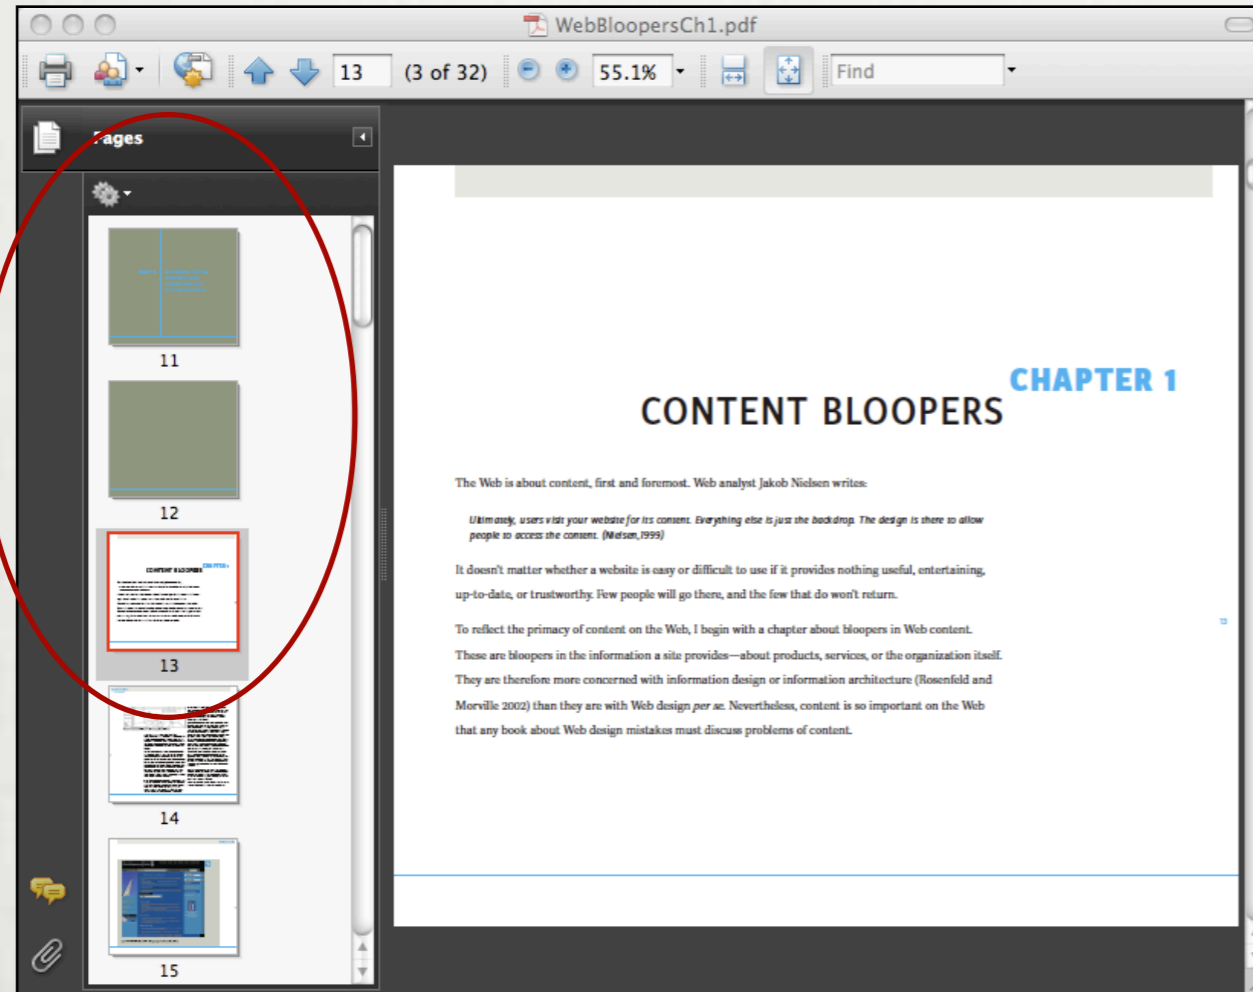 WebBloopersCh1.pdf
13 (3 of 32) 55.1% Find
Pages
11
12
CONTENT BLOOPERS CHAPTER 1
13
14
15
CHAPTER 1
CONTENT BLOOPERS
The Web is about content, first and foremost. Web analyst Jakob Nielsen writes:
Ultimately, users visit your website for its content. Everything else is just the backdrop. The design is there to allow
people to access the content. (Nielsen,1999)
It doesn't matter whether a website is easy or difficult to use if it provides nothing useful, entertaining,
up-to-date, or trustworthy. Few people will go there, and the few that do won't return.
To reflect the primacy of content on the Web, I begin with a chapter about bloopers in Web content.
These are bloopers in the information a site provides—about products, services, or the organization itself.
They are therefore more concerned with information design or information architecture (Rosenfeld and
Morville 2002) than they are with Web design per se. Nevertheless, content is so important on the Web
that any book about Web design mistakes must discuss problems of content.